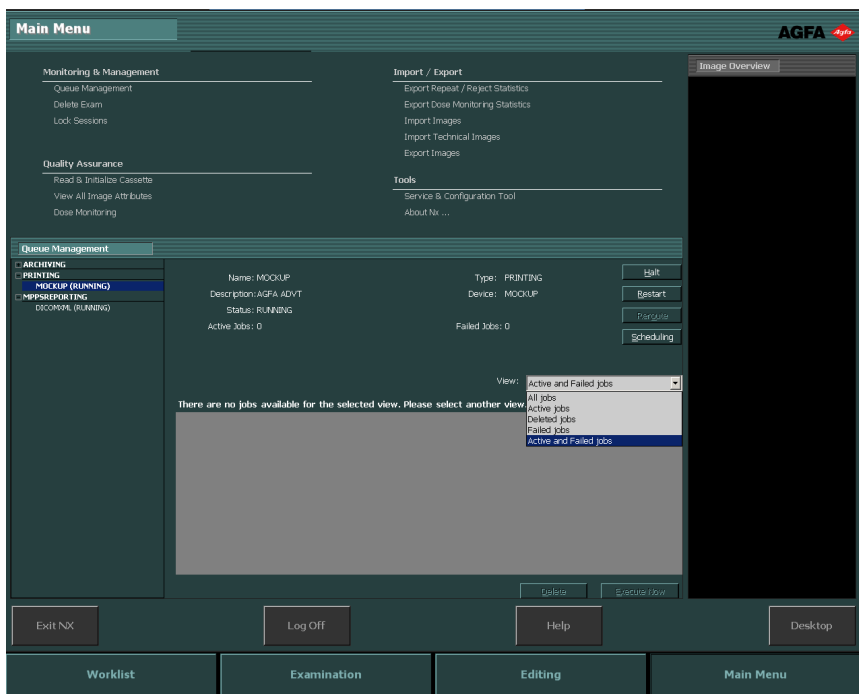 Main Menu
AGFA
Agfa
Monitoring & Management
Queue Management
Delete Exam
Lock Sessions
Quality Assurance
Read & Initialize Cassette
View All Image Attributes
Dose Monitoring
Import / Export
Export Repeat / Reject Statistics
Export Dose Monitoring Statistics
Import Images
Import Technical Images
Export Images
Tools
Service & Configuration Tool
About Nx ...
Image Overview
Queue Management
ARCHIVING
PRINTING
MOCKUP (RUNNING)
MPPSREPORTING
DICOMXML (RUNNING)
Name: MOCKUP
Type: PRINTING
Description: AGFA ADVT
Device: MOCKUP
Status: RUNNING
Active Jobs: 0
Failed Jobs: 0
Halt
Restart
Reroute
Scheduling
View: Active and Failed jobs
All jobs
Active jobs
Deleted jobs
Failed jobs
Active and Failed jobs
There are no jobs available for the selected view. Please select another view
Delete
Execute Now
Exit NX
Log Off
Help
Desktop
Worklist
Examination
Editing
Main Menu